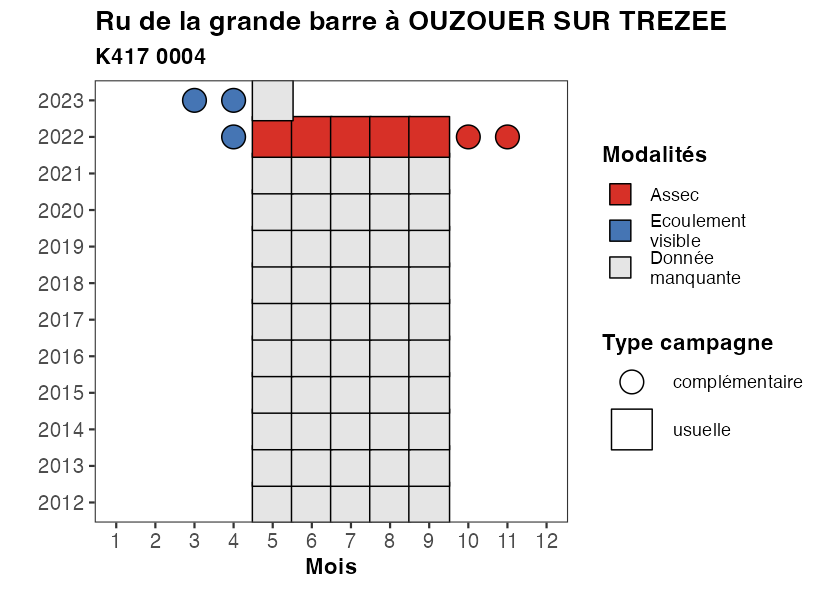 Ru de la grande barre à OUZOUER SUR TREZEE
K417 0004
2023
2022
2021
2020
2019
2018
2017
2016
2015
2014
2013
2012
1 2 3 4 5 6 7 8 9 10 11 12
Mois
Modalités
Assec
Ecoulement
visible
Donnée
manquante
Type campagne
complémentaire
usuelle